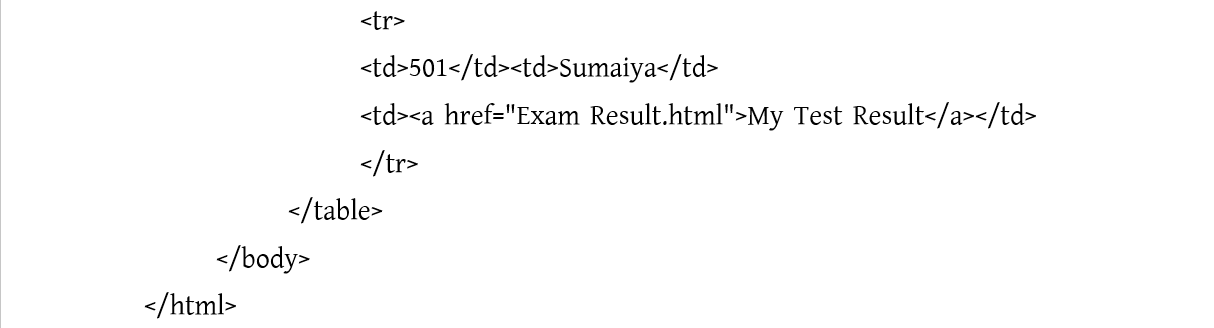 <tr>
<td>501</td><td>Sumaiya</td>
<td><a href="Exam Result.html">My Test Result</a></td>
</tr>
</table>
</body>
</html>